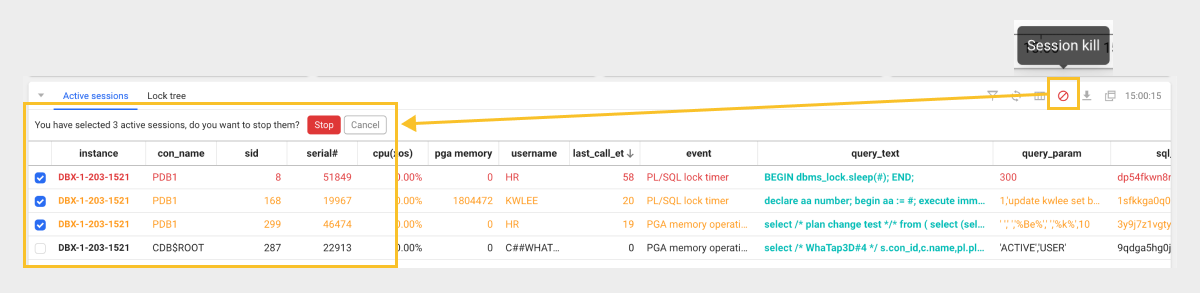 Session kill
Active sessions Lock tree 15:00:15
You have selected 3 active sessions, do you want to stop them? Stop Cancel
instance con_name sid serial# cpu(xos) pga memory username last_call_et event query_text query_param sql_
DBX-1-203-1521 PDB1 8 51849 0.00% 0 HR 58 PL/SQL lock timer BEGIN dbms_lock.sleep(#); END; 300 dp54fkwn8r
DBX-1-203-1521 PDB1 168 19967 0.00% 1804472 KWLEE 20 PL/SQL lock timer declare aa number; begin aa := #; execute imm... 1,'update kwlee set b... 1sfkkga0q0
DBX-1-203-1521 PDB1 299 46474 0.00% 0 HR 19 PGA memory operati... select /* plan change test */* from ( select (sel... 3y9j7z1vgty
DBX-1-203-1521 CDB$ROOT 287 22913 0.00% 0 C##WHAT... 0 PGA memory operati... select /* WhaTap3D#4 */ s.con_id,c.name,pl.pl... 'ACTIVE','USER' 9qdga5hg0j